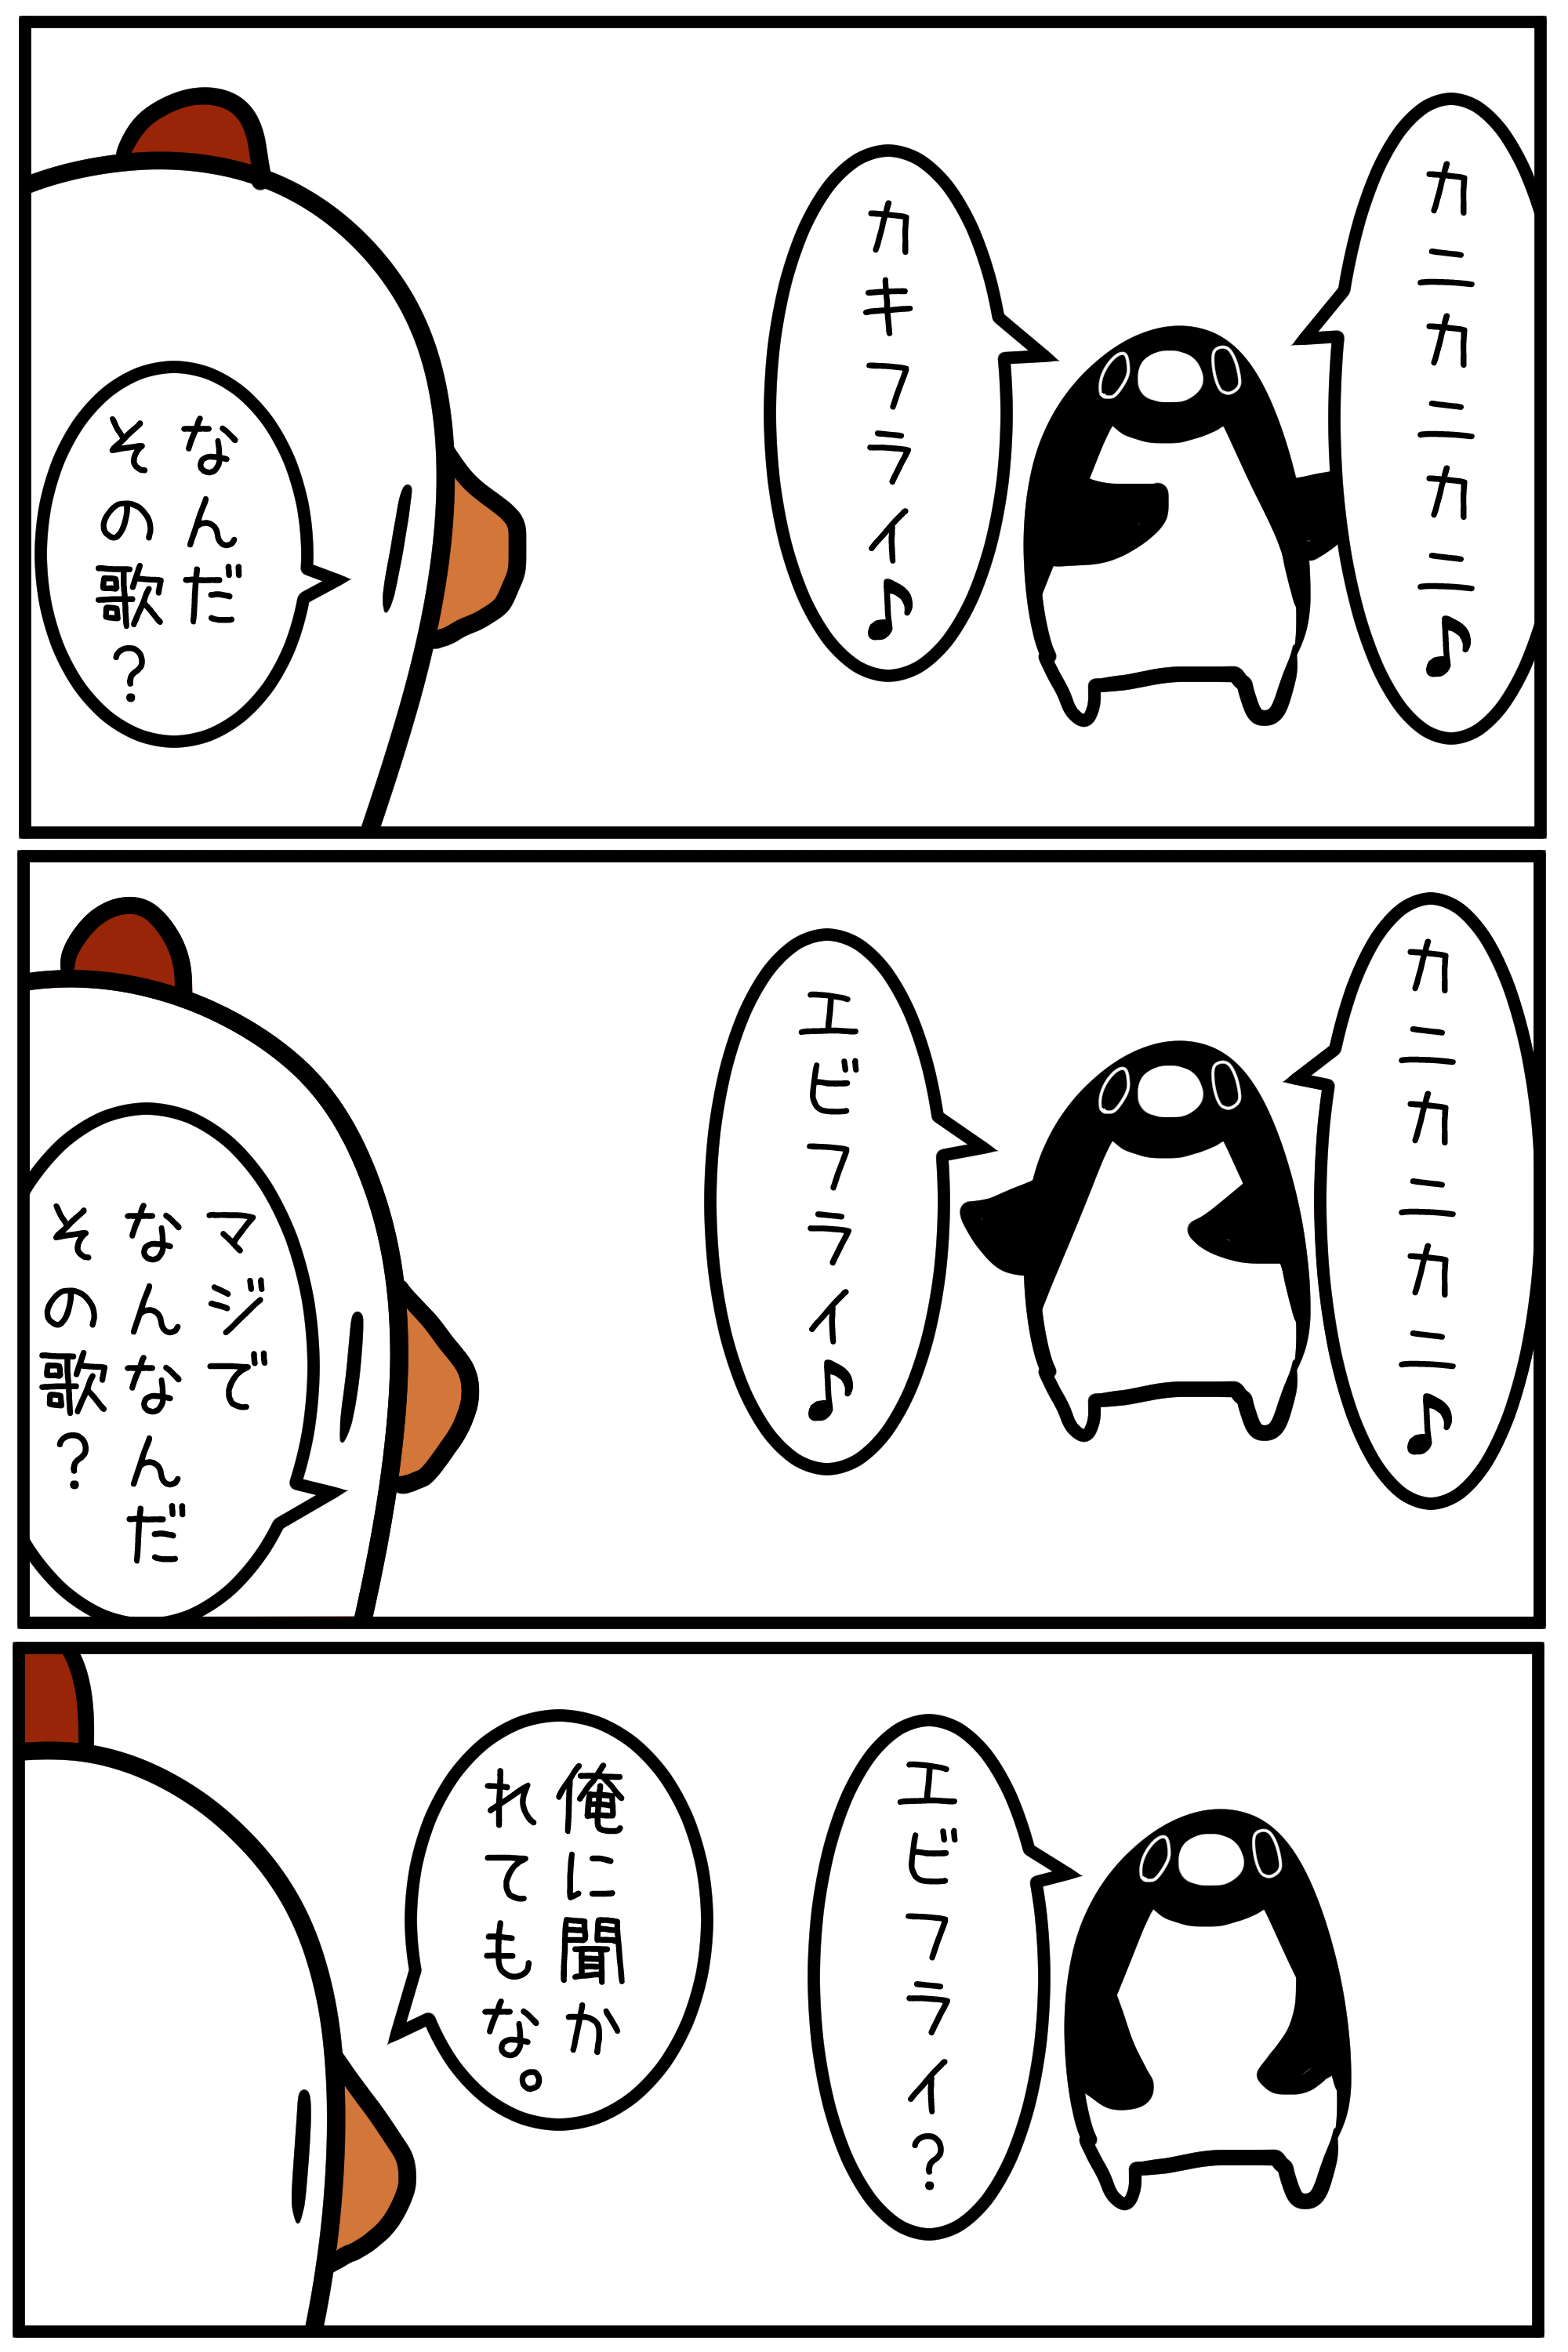 カニカニカニ♪
カキフライ♪
なんだ
その歌?
カニカニカニ♪
エビフライ♪
マジで
なんなんだ
その歌?
エビフライ?
俺に聞か
れてもな。